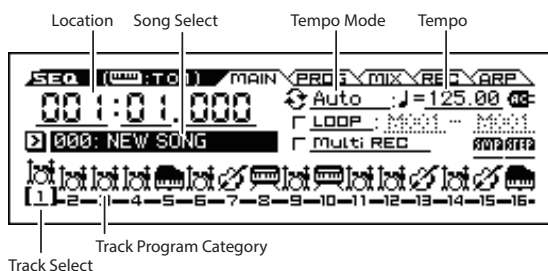 Location Song Select Tempo Mode Tempo
SEQ (:T01) MAIN PROG MIX REC ARP
001:01.000 Auto :♩=125.00
LOOP : M001 - M001
000: NEW SONG Multi REC
[1]-2-3-4-5-6-7-8-9-10-11-12-13-14-15-16-
Track Program Category
Track Select